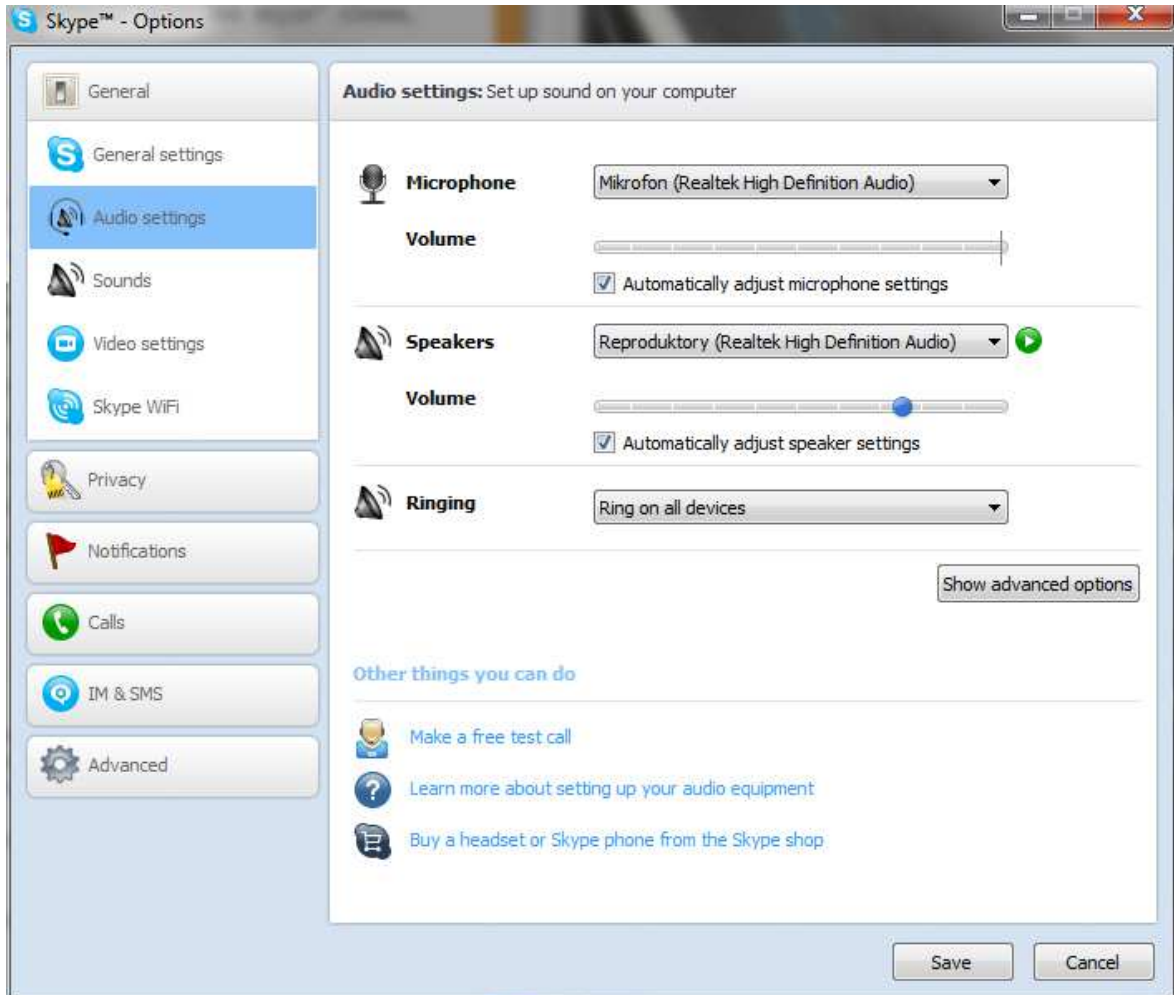 Skype™ - Options
General
General settings
Audio settings
Sounds
Video settings
Skype WiFi
Privacy
Notifications
Calls
IM & SMS
Advanced
Audio settings: Set up sound on your computer
Microphone
Mikrofon (Realtek High Definition Audio)
Volume
Automatically adjust microphone settings
Speakers
Reproduktory (Realtek High Definition Audio)
Volume
Automatically adjust speaker settings
Ringing
Ring on all devices
Show advanced options
Other things you can do
Make a free test call
Learn more about setting up your audio equipment
Buy a headset or Skype phone from the Skype shop
Save
Cancel